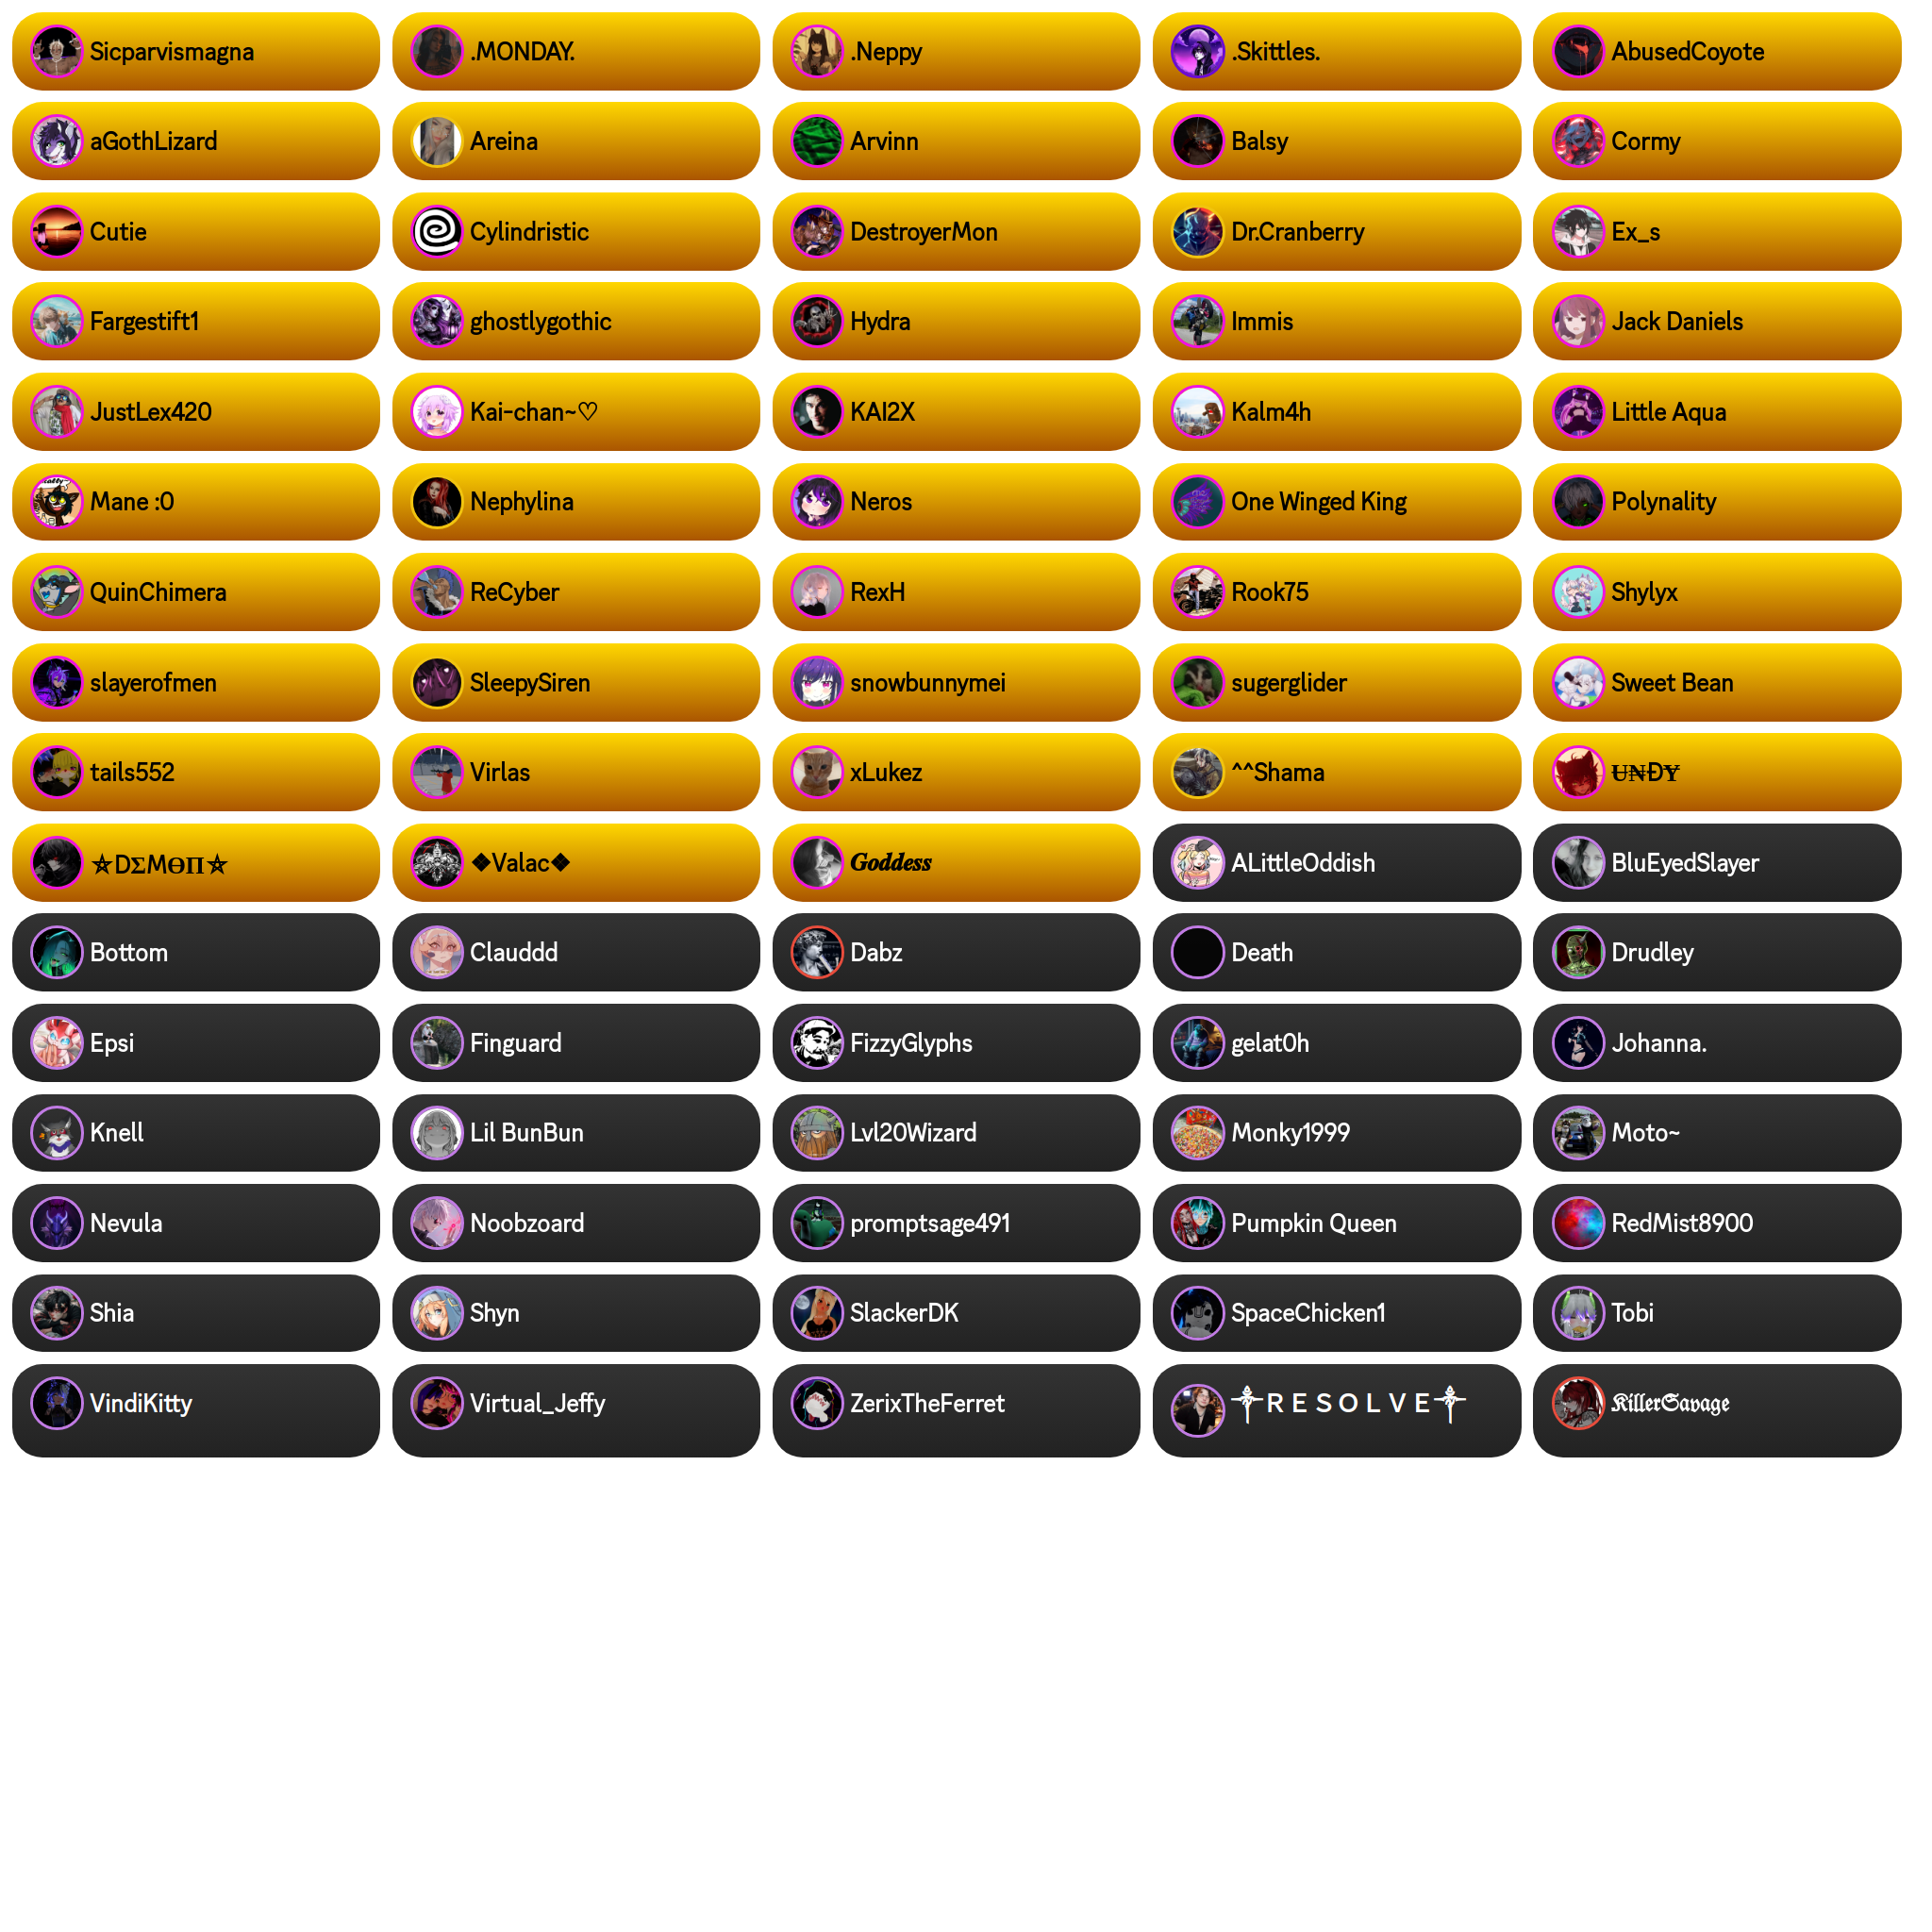 Sicparvismagna
.MONDAY.
.Neppy
.Skittles.
AbusedCoyote
aGothLizard
Areina
Arvinn
Balsy
Cormy
Cutie
Cylindristic
DestroyerMon
Dr.Cranberry
Ex_s
Fargestift1
ghostlygothic
Hydra
Immis
Jack Daniels
JustLex420
Kai-chan~♡
KAI2X
Kalm4h
Little Aqua
Mane :0
Nephylina
Neros
One Winged King
Polynality
QuinChimera
ReCyber
RexH
Rook75
Shylyx
slayerofmen
SleepySiren
snowbunnymei
sugerglider
Sweet Bean
tails552
Virlas
xLukez
^^Shama
U̶N̶ĐY̶
⛤DΣMӨП⛤
❖Valac❖
𝑮𝒐𝒅𝒅𝒆𝒔𝒔
ALittleOddish
BluEyedSlayer
Bottom
Clauddd
Dabz
Death
Drudley
Epsi
Finguard
FizzyGlyphs
gelat0h
Johanna.
Knell
Lil BunBun
Lvl20Wizard
Monky1999
Moto~
Nevula
Noobzoard
promptsage491
Pumpkin Queen
RedMist8900
Shia
Shyn
SlackerDK
SpaceChicken1
Tobi
VindiKitty
Virtual_Jeffy
ZerixTheFerret
⸸ＲＥＳＯＬＶＥ⸸
𝕶𝖎𝖑𝖑𝖊𝖗𝕾𝖆𝖛𝖆𝖌𝖊